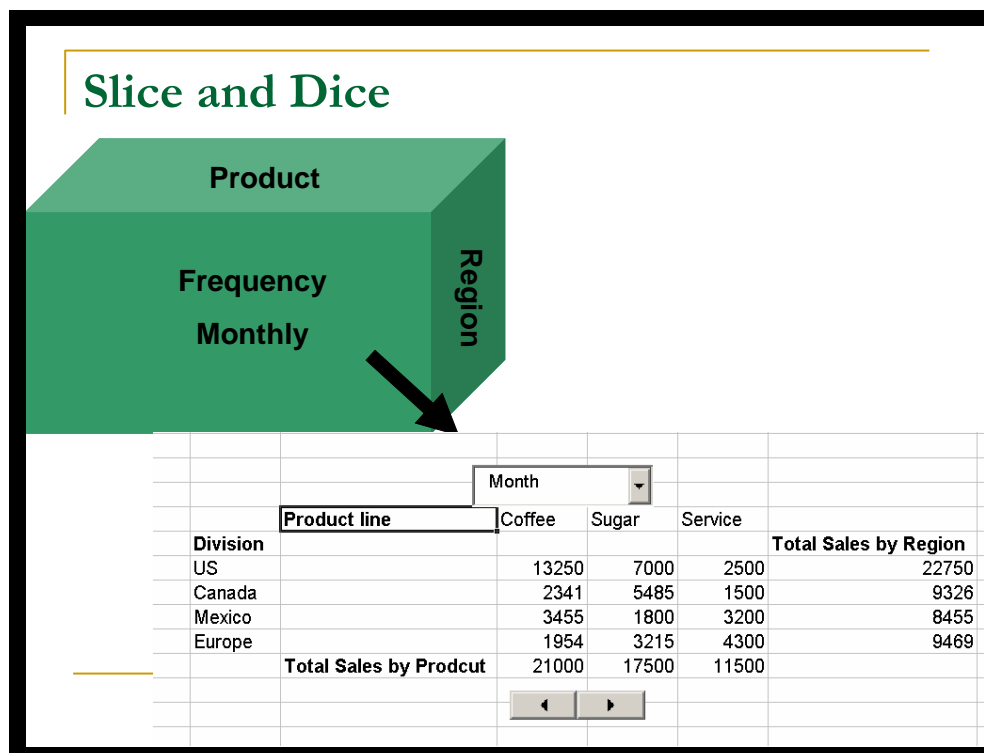 Slice and Dice
Product
Frequency
Monthly
Region
Month
Product line Coffee Sugar Service
Division Total Sales by Region
US 13250 7000 2500 22750
Canada 2341 5485 1500 9326
Mexico 3455 1800 3200 8455
Europe 1954 3215 4300 9469
Total Sales by Prodcut 21000 17500 11500